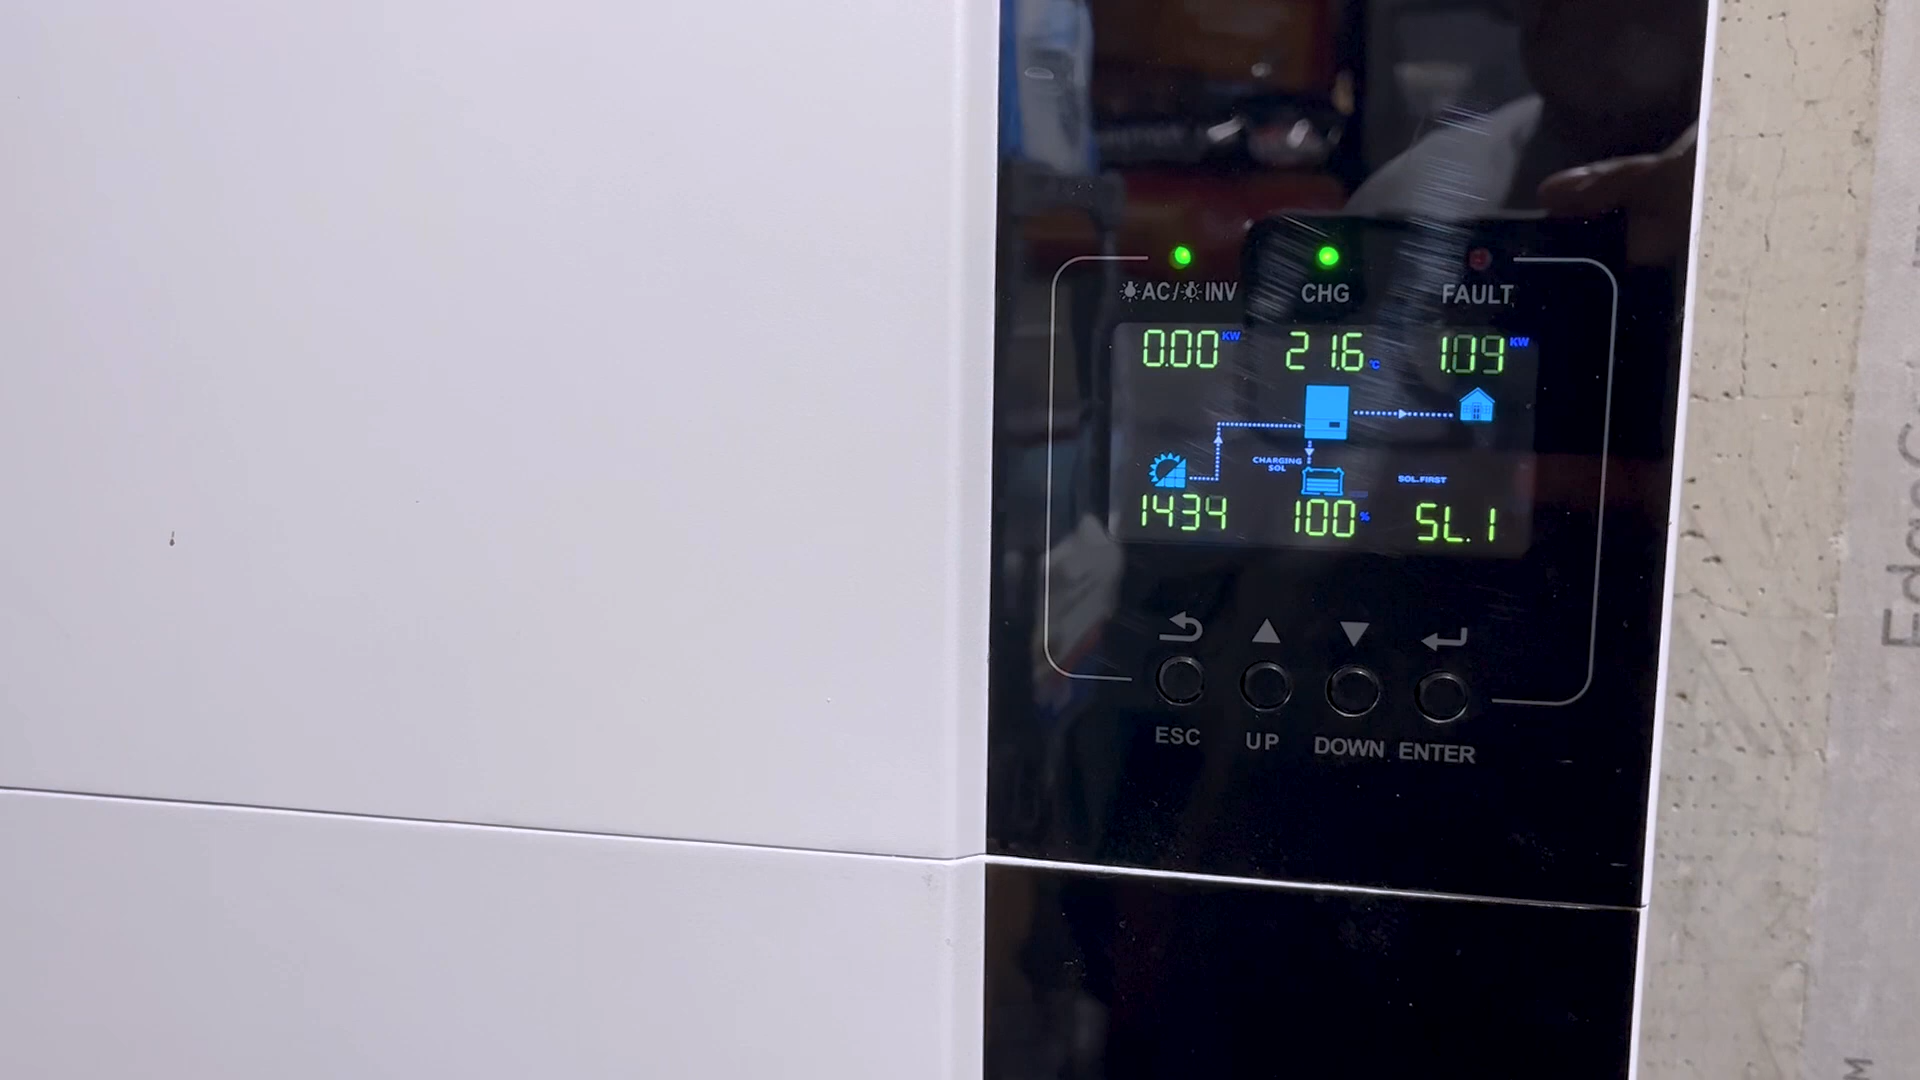 AC/ INV CHG FAULT
0.00 KW 21.6 °C 1.09 KW
CHARGING
SOL
SOL.FIRST
1434 100 % SL.1
ESC UP DOWN ENTER